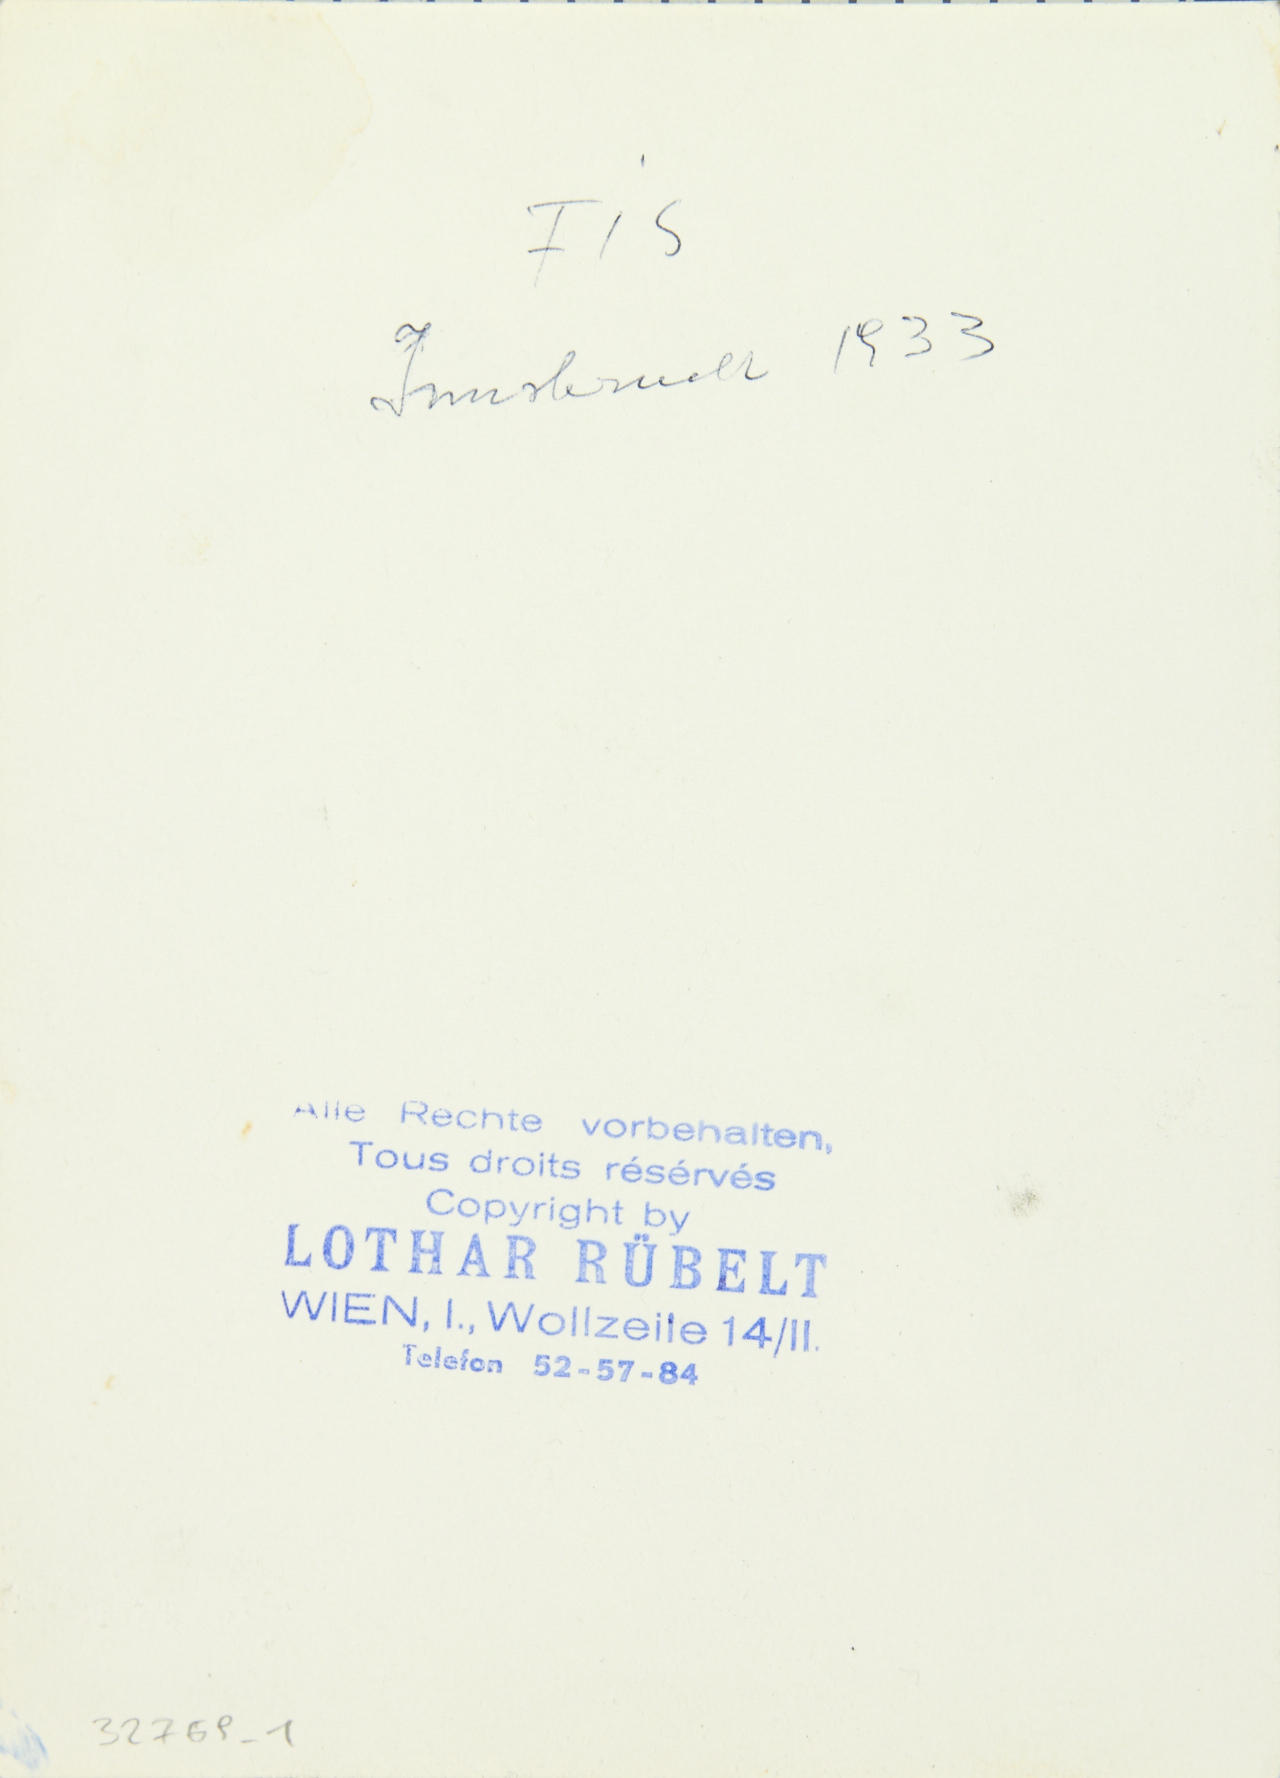 FIS
Innsbruck 1933
Alle Rechte vorbehalten,
Tous droits résérvés
Copyright by
LOTHAR RÜBELT
WIEN, I., Wollzeile 14/II.
Telefon 52-57-84
32769_1